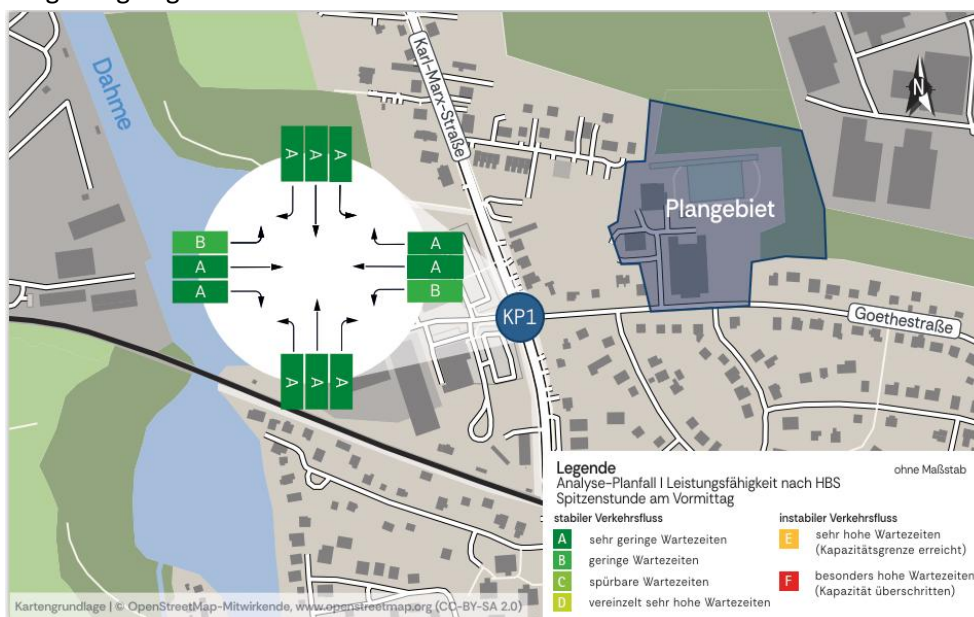 Dahme
Karl-Marx-Straße
N
A A A
Plangebiet
B
A
A
A
A
B
KP1
Goethestraße
A A A
Legende
ohne Maßstab
Analyse-Planfall I Leistungsfähigkeit nach HBS
Spitzenstunde am Vormittag
stabiler Verkehrsfluss
A sehr geringe Wartezeiten
B geringe Wartezeiten
C spürbare Wartezeiten
D vereinzelt sehr hohe Wartezeiten
instabiler Verkehrsfluss
E sehr hohe Wartezeiten
(Kapazitätsgrenze erreicht)
F besonders hohe Wartezeiten
(Kapazität überschritten)
Kartengrundlage | © OpenStreetMap-Mitwirkende, www.openstreetmap.org (CC-BY-SA 2.0)